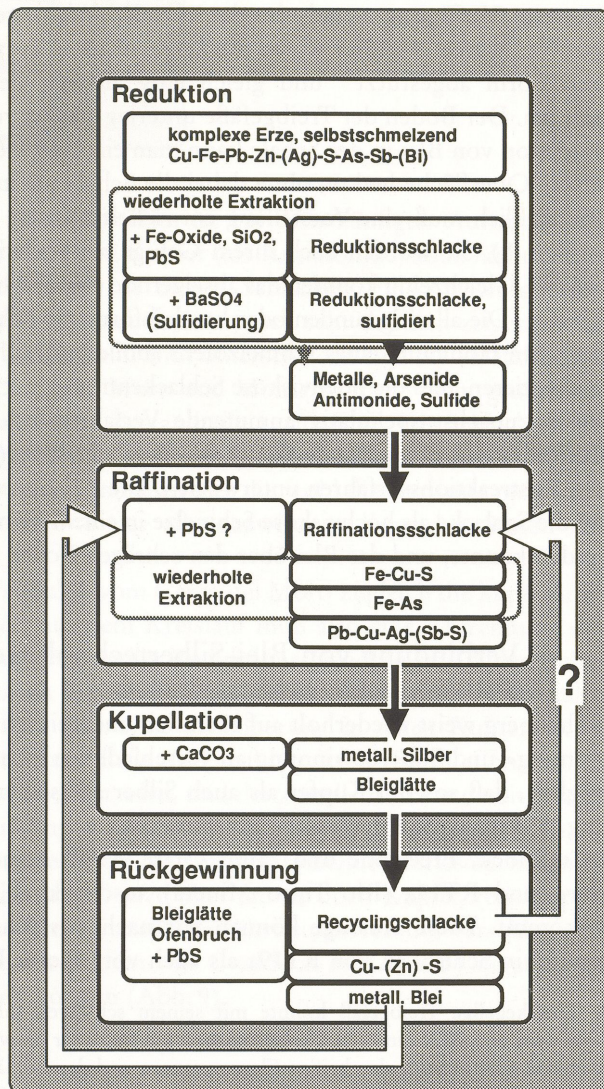 Reduktion
komplexe Erze, selbstschmelzend
Cu-Fe-Pb-Zn-(Ag)-S-As-Sb-(Bi)
wiederholte Extraktion
+ Fe-Oxide, SiO2,
PbS
Reduktionsschlacke
+ BaSO4
(Sulfidierung)
Reduktionsschlacke,
sulfidiert
Metalle, Arsenide
Antimonide, Sulfide
Raffination
+ PbS ?
Raffinationssschlacke
wiederholte
Extraktion
Fe-Cu-S
Fe-As
Pb-Cu-Ag-(Sb-S)
?
Kupellation
+ CaCO3
metall. Silber
Bleiglätte
Rückgewinnung
Bleiglätte
Ofenbruch
+ PbS
Recyclingschlacke
Cu- (Zn) -S
metall. Blei